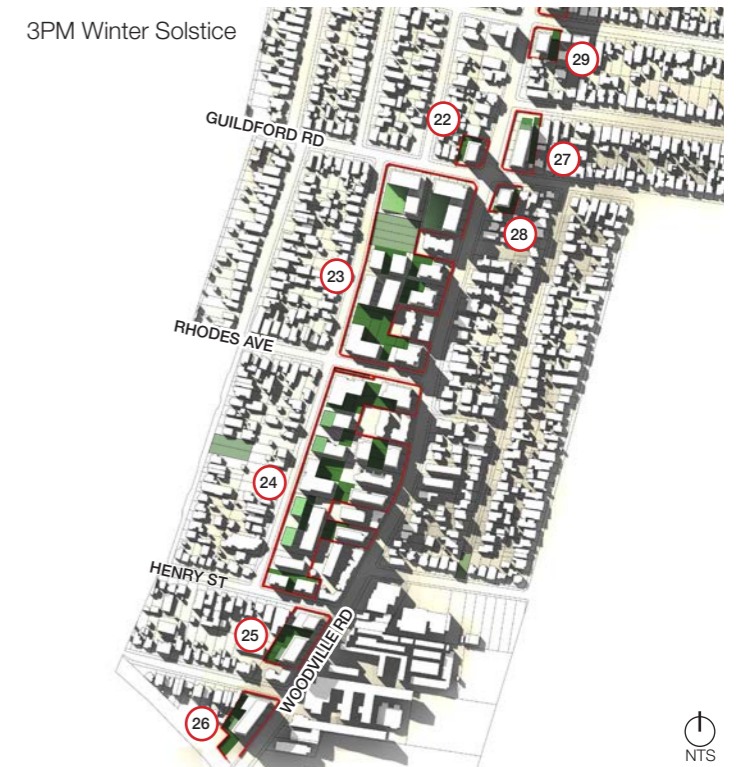 3PM Winter Solstice
29
22
GUILDFORD RD
27
28
23
RHODES AVE
24
HENRY ST
25
WOODVILLE RD
26
NTS